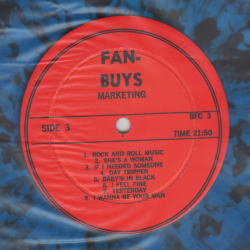 FAN-
BUYS
MARKETING
BFC 3
SIDE 3
TIME 21:50
1. ROCK AND ROLL MUSIC
2. SHE'S A WOMAN
3. IF I NEEDED SOMEONE
4. DAY TRIPPER
5. BABY'S IN BLACK
6. I FEEL FINE
7. YESTERDAY
8. I WANNA BE YOUR MAN